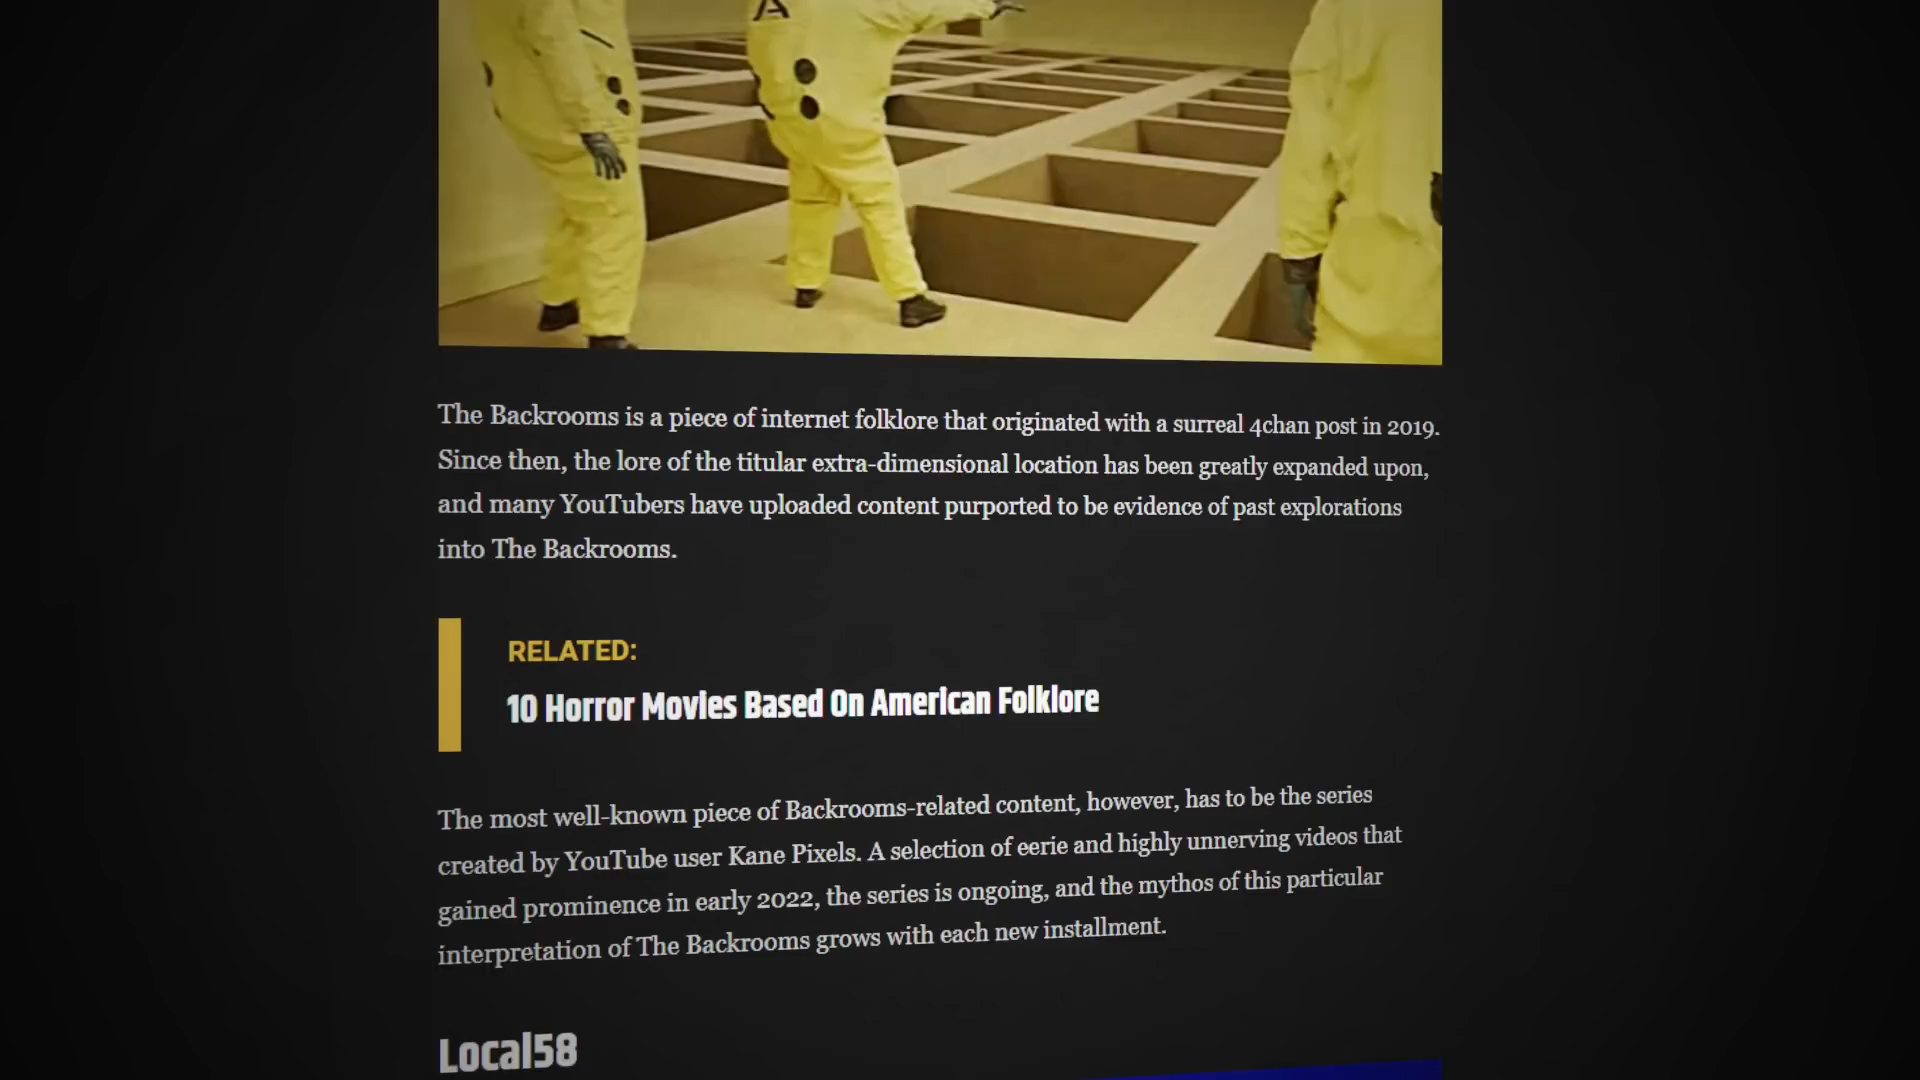 The Backrooms is a piece of internet folklore that originated with a surreal 4chan post in 2019.
Since then, the lore of the titular extra-dimensional location has been greatly expanded upon,
and many YouTubers have uploaded content purported to be evidence of past explorations
into The Backrooms.
RELATED:
10 Horror Movies Based On American Folklore
The most well-known piece of Backrooms-related content, however, has to be the series
created by YouTube user Kane Pixels. A selection of eerie and highly unnerving videos that
gained prominence in early 2022, the series is ongoing, and the mythos of this particular
interpretation of The Backrooms grows with each new installment.
Local58